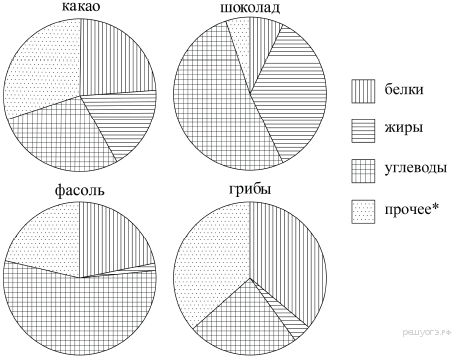 какао
шоколад
белки
жиры
углеводы
прочее*
фасоль
грибы
решуогэ.рф